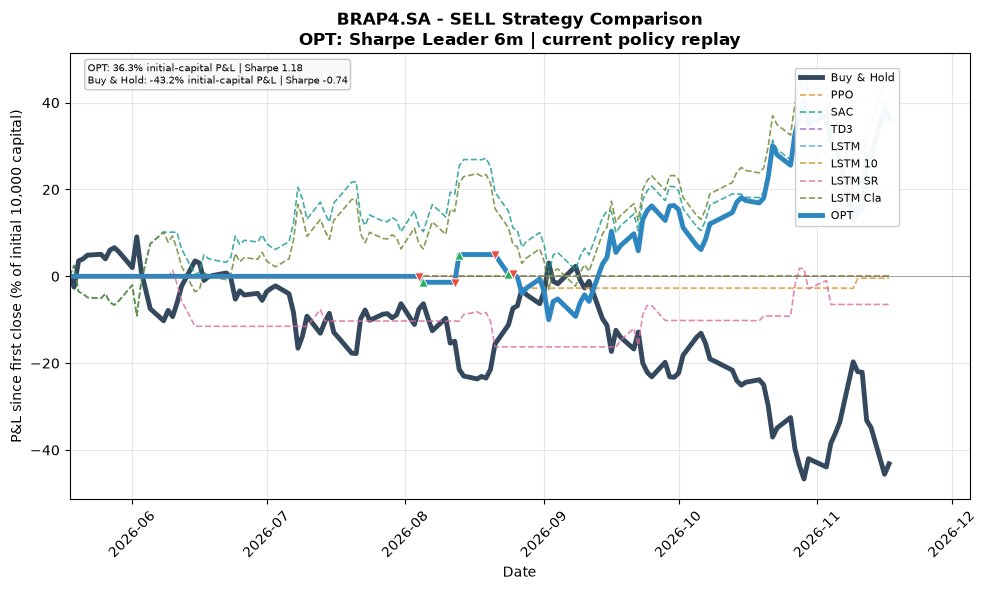 BRAP4.SA - SELL Strategy Comparison
OPT: Sharpe Leader 6m | current policy replay
OPT: 36.3% initial-capital P&L | Sharpe 1.18
Buy & Hold: -43.2% initial-capital P&L | Sharpe -0.74
Buy & Hold
PPO
SAC
TD3
LSTM
LSTM 10
LSTM SR
LSTM Cla
OPT
P&L since first close (% of initial 10,000 capital)
40
20
0
−20
−40
2026-06
2026-07
2026-08
2026-09
2026-10
2026-11
2026-12
Date